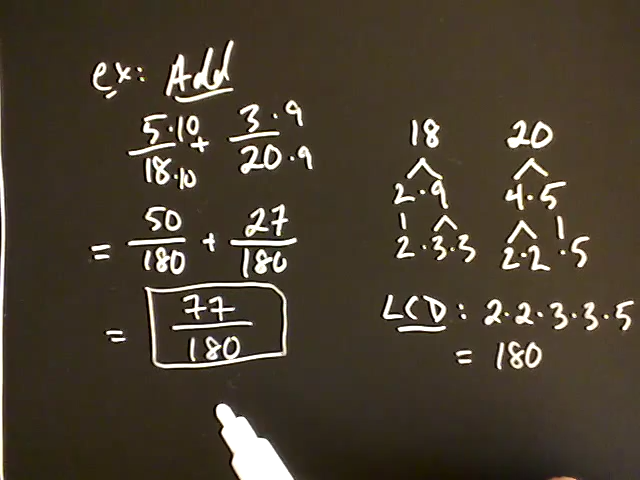 ex: Add
5·10/18·10 + 3·9/20·9
= 50/180 + 27/180
= 77/180
18 20
2·9 4·5
2·3·3 2·2·5
LCD: 2·2·3·3·5
= 180